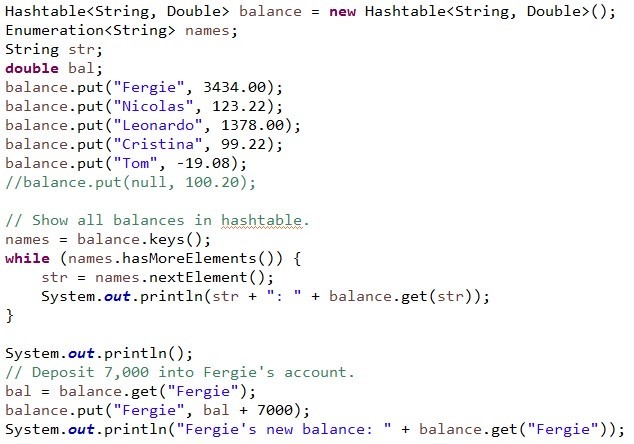 Hashtable<String, Double> balance = new Hashtable<String, Double>();
Enumeration<String> names;
String str;
double bal;
balance.put("Fergie", 3434.00);
balance.put("Nicolas", 123.22);
balance.put("Leonardo", 1378.00);
balance.put("Cristina", 99.22);
balance.put("Tom", -19.08);
//balance.put(null, 100.20);

// Show all balances in hashtable.
names = balance.keys();
while (names.hasMoreElements()) {
    str = names.nextElement();
    System.out.println(str + ": " + balance.get(str));
}

System.out.println();
// Deposit 7,000 into Fergie's account.
bal = balance.get("Fergie");
balance.put("Fergie", bal + 7000);
System.out.println("Fergie's new balance: " + balance.get("Fergie"));